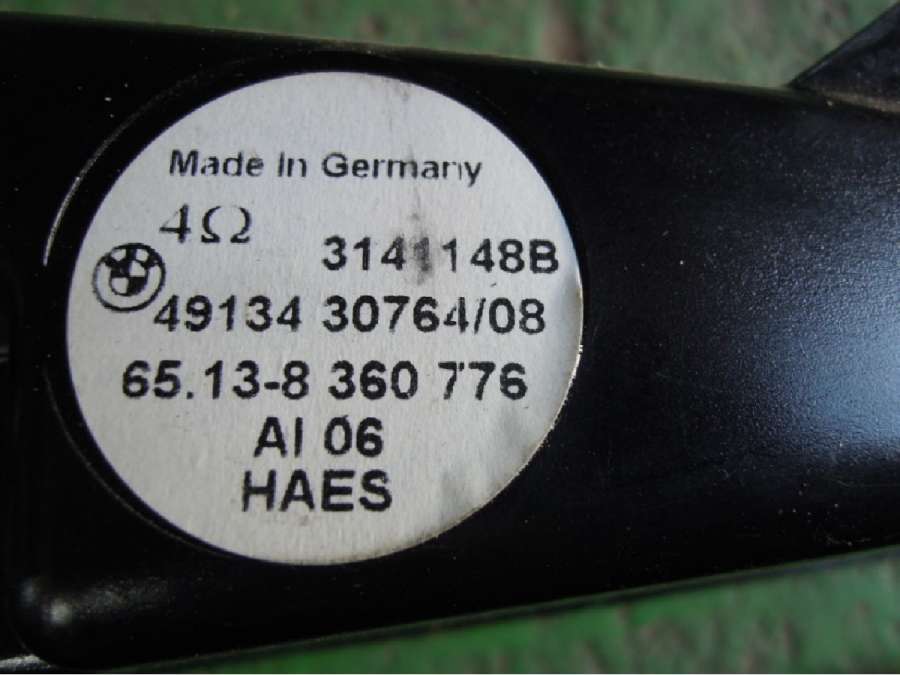 Made In Germany
4Ω
3141148B
49134 30764/08
65.13-8 360 776
AI 06
HAES